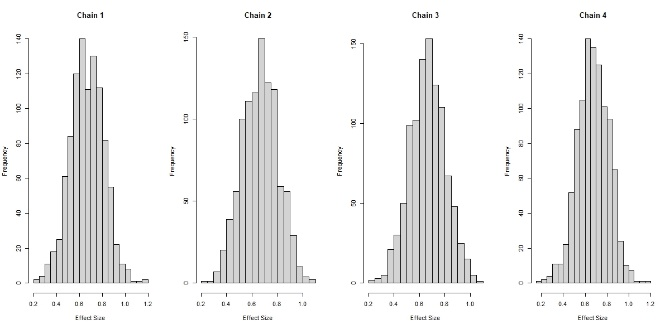 Chain 1
Chain 2
Chain 3
Chain 4
Frequency
0 20 40 60 80 100 120 140
0.2 0.4 0.6 0.8 1.0 1.2
Effect Size
Frequency
0 50 100 150
0.2 0.4 0.6 0.8 1.0
Effect Size
Frequency
0 50 100 150
0.2 0.4 0.6 0.8 1.0
Effect Size
Frequency
0 20 40 60 80 100 120 140
0.2 0.4 0.6 0.8 1.0 1.2
Effect Size